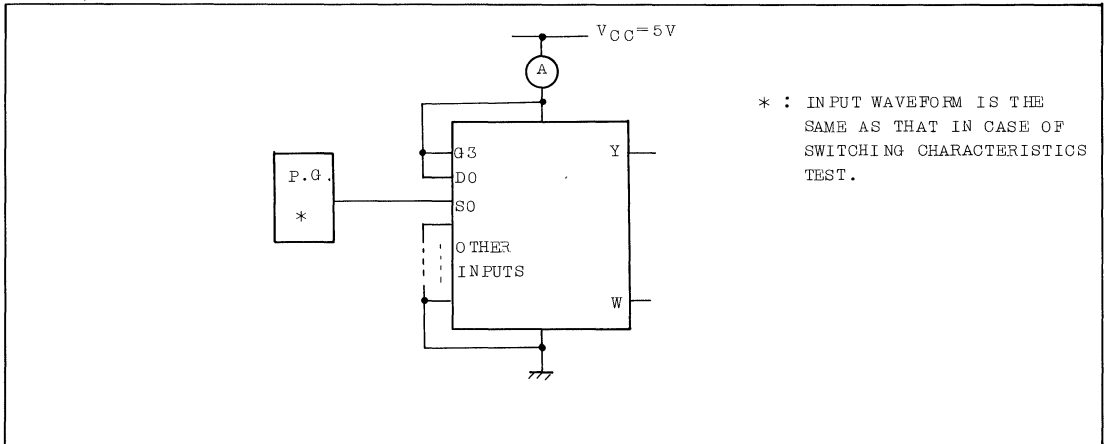 VCC=5V
A
* : INPUT WAVEFORM IS THE
SAME AS THAT IN CASE OF
SWITCHING CHARACTERISTICS
TEST.
P.G.
*
G3
D0
S0
OTHER
INPUTS
Y
W